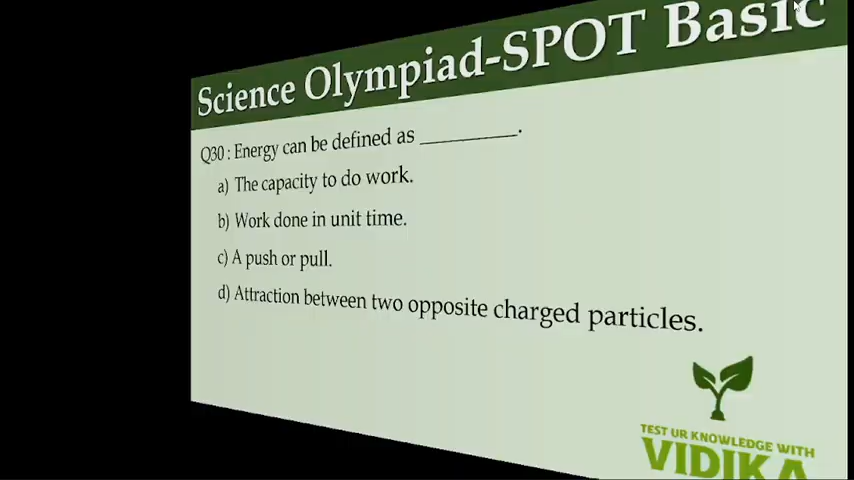 Science Olympiad-SPOT Basic
Q30 : Energy can be defined as __________.
a) The capacity to do work.
b) Work done in unit time.
c) A push or pull.
d) Attraction between two opposite charged particles.
TEST UR KNOWLEDGE WITH
VIDIKA